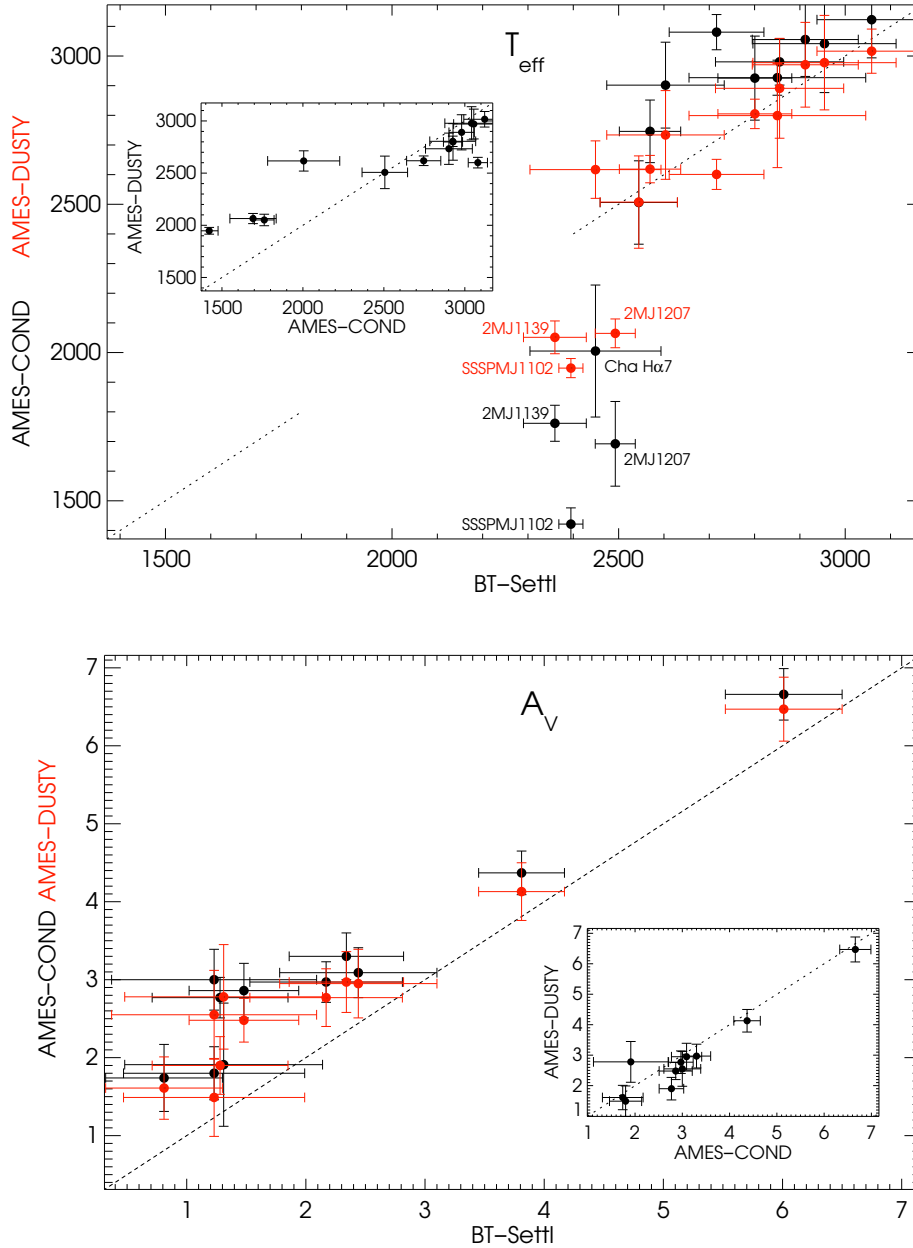 T eff
3000
2500
2000
1500
AMES-COND AMES-DUSTY
3000
2500
2000
1500
AMES-DUSTY
1500 2000 2500 3000
AMES-COND
2MJ1139
2MJ1207
SSSPMJ1102
Cha Hα7
2MJ1139
2MJ1207
SSSPMJ1102
1500 2000 2500 3000
BT-Settl
A V
7
6
5
4
3
2
1
AMES-COND AMES-DUSTY
7
6
5
4
3
2
1
AMES-DUSTY
1 2 3 4 5 6 7
AMES-COND
1 2 3 4 5 6 7
BT-Settl